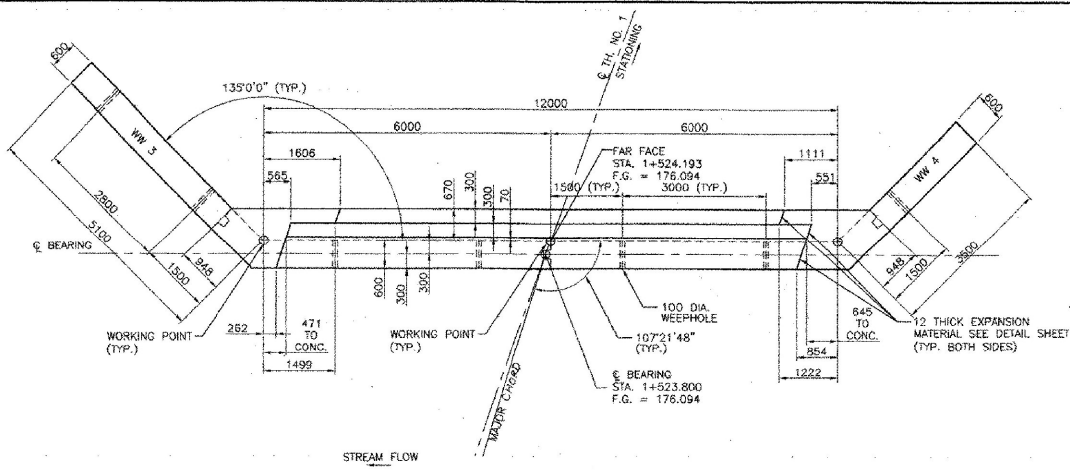 600
135°0'0" (TYP.)
WW 3
℄ TH. NO. 1
STATIONING
12000
6000
6000
600
WW 4
1606
565
670
300
300
70
FAR FACE
STA. 1+524.193
F.G. = 176.094
1500 (TYP.)
3000 (TYP.)
1111
551
2800
5100
1500
948
℄ BEARING
600
300
300
3500
948
1500
WORKING POINT
(TYP.)
262
471
TO
CONC.
1499
WORKING POINT
(TYP.)
100 DIA.
WEEPHOLE
107°21'48"
(TYP.)
645
TO
CONC.
854
1222
12 THICK EXPANSION
MATERIAL SEE DETAIL SHEET
(TYP. BOTH SIDES)
℄ BEARING
STA. 1+523.800
F.G. = 176.094
MAJOR CHORD
STREAM FLOW